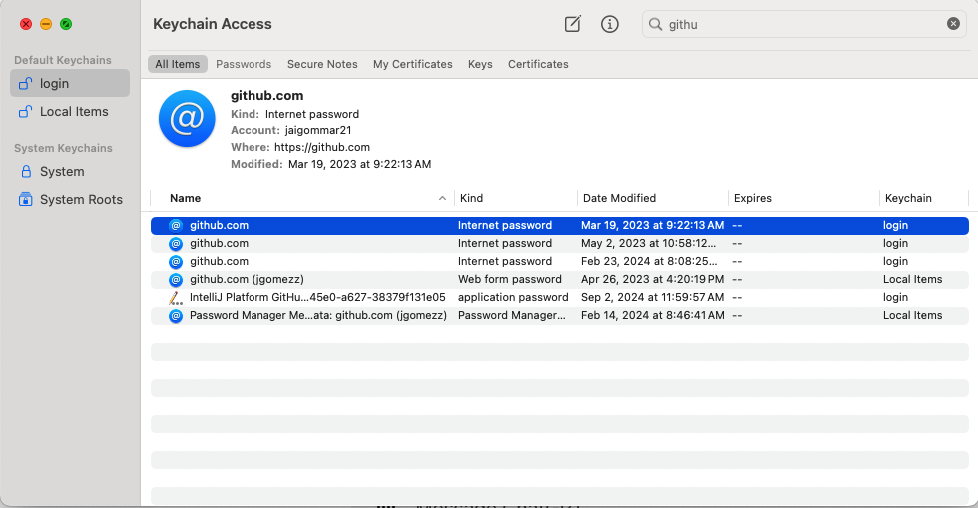 Keychain Access
githu
Default Keychains
login
Local Items
System Keychains
System
System Roots
All Items Passwords Secure Notes My Certificates Keys Certificates
github.com
Kind: Internet password
Account: jaigommar21
Where: https://github.com
Modified: Mar 19, 2023 at 9:22:13 AM
Name Kind Date Modified Expires Keychain
github.com Internet password Mar 19, 2023 at 9:22:13 AM -- login
github.com Internet password May 2, 2023 at 10:58:12... -- login
github.com Internet password Feb 23, 2024 at 8:08:25... -- login
github.com (jgomezz) Web form password Apr 26, 2023 at 4:20:19 PM -- Local Items
IntelliJ Platform GitHu...45e0-a627-38379f131e05 application password Sep 2, 2024 at 11:59:57 AM -- login
Password Manager Me...ata: github.com (jgomezz) Password Manager... Feb 14, 2024 at 8:46:41 AM -- Local Items